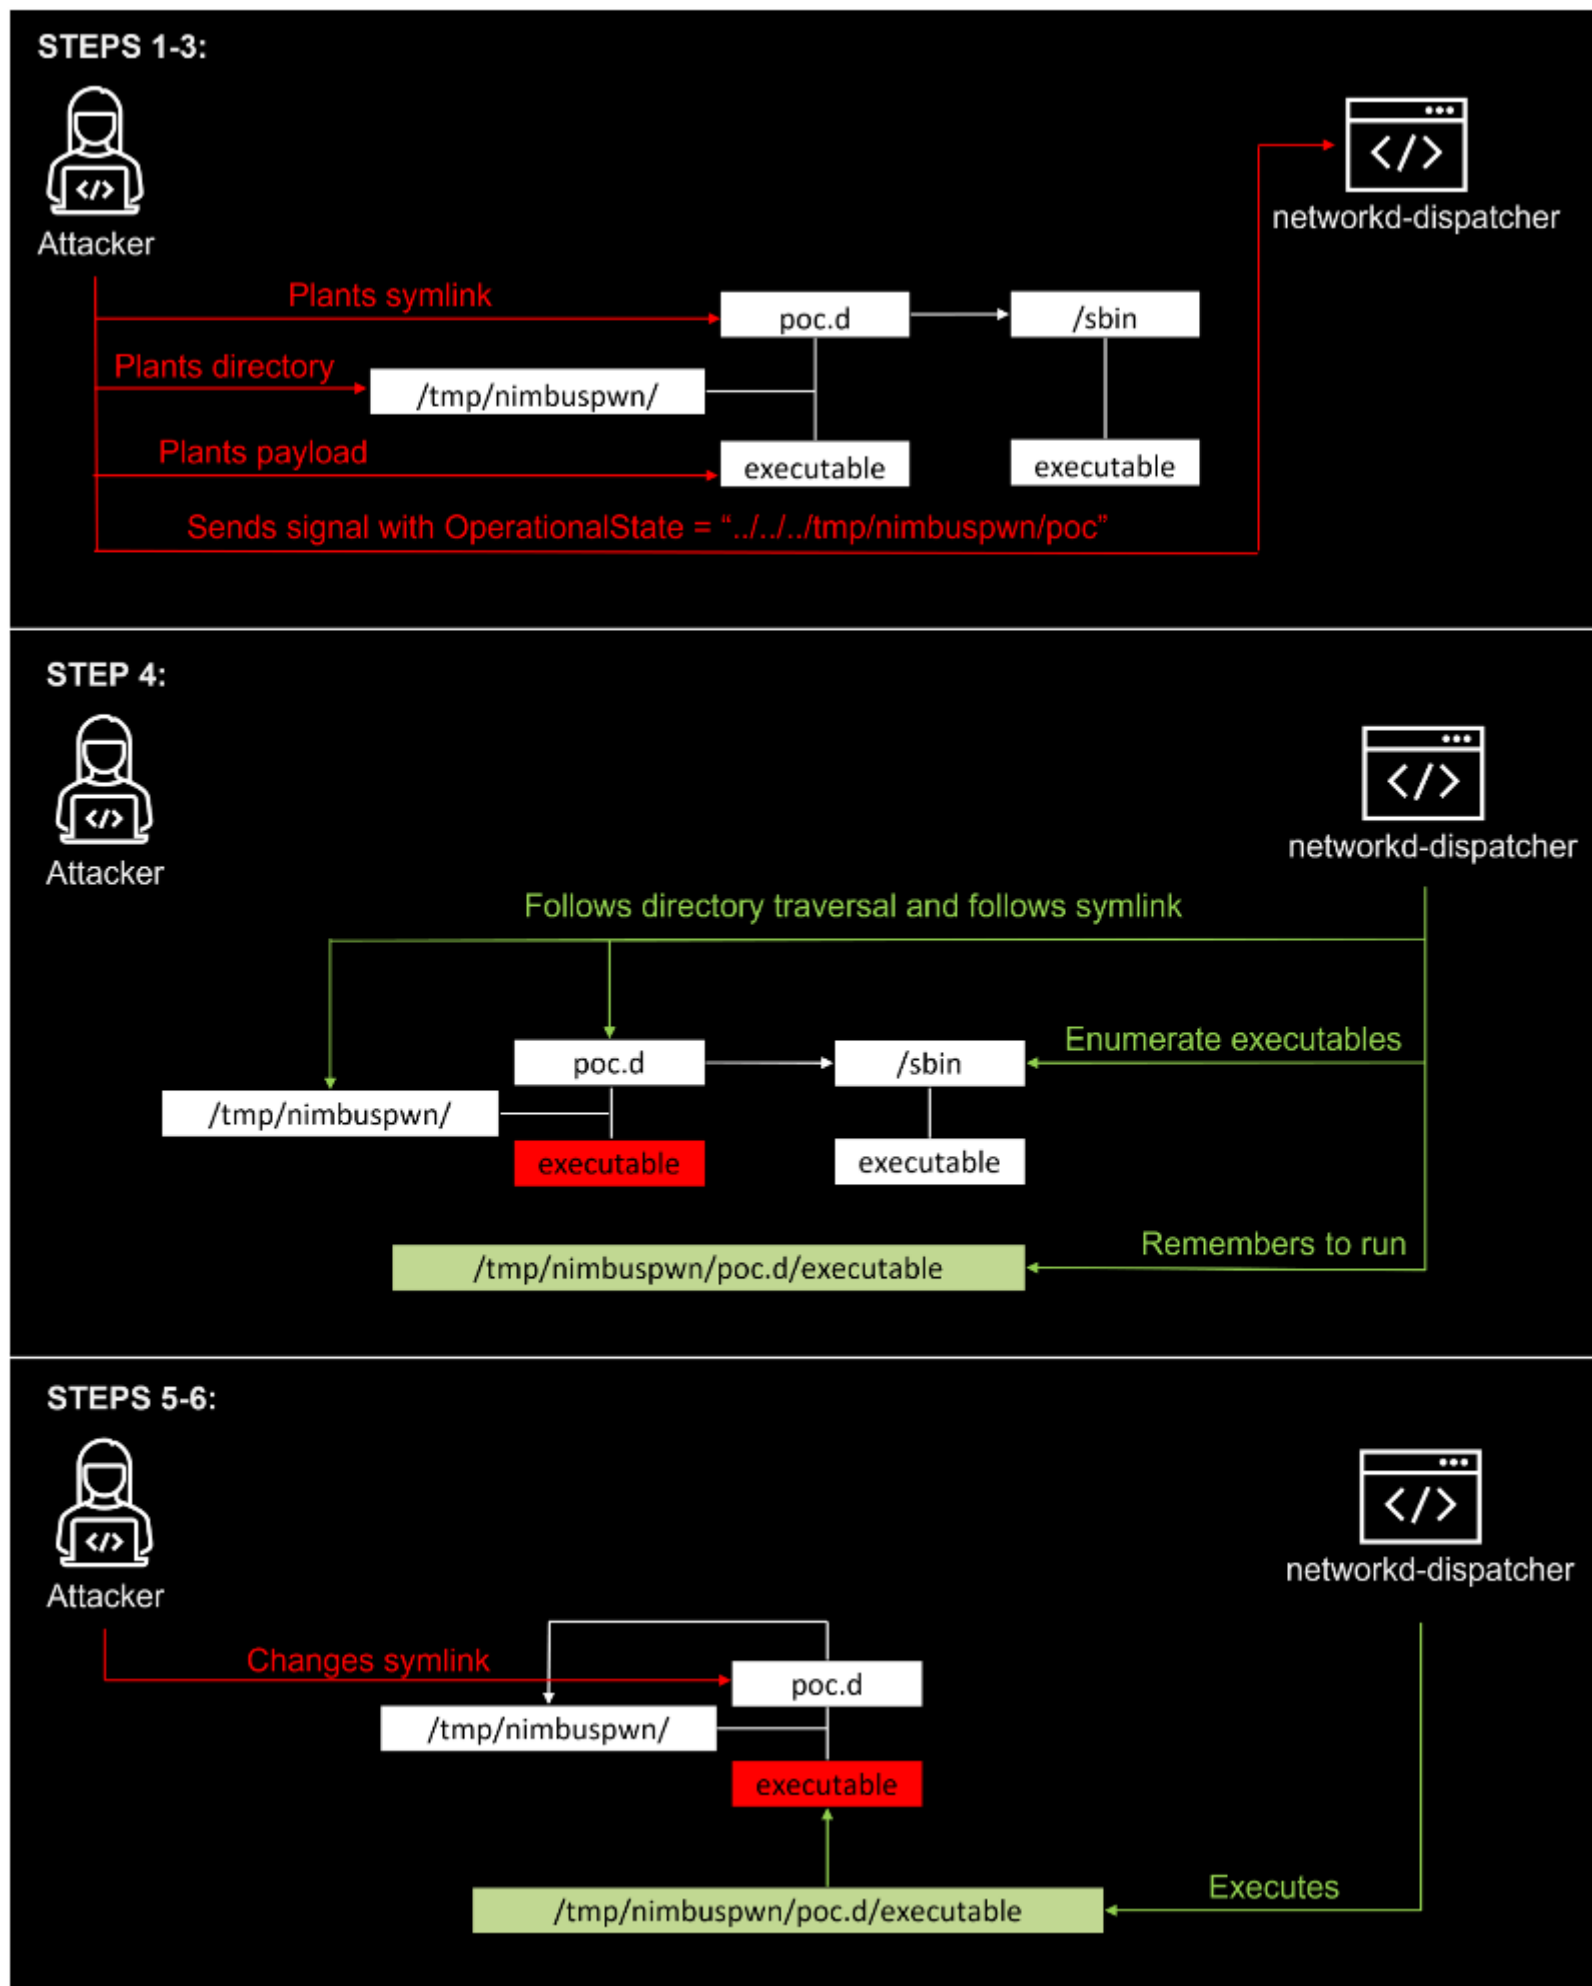 STEPS 1-3:
</>
</>
Attacker
networkd-dispatcher
Plants symlink
poc.d
/sbin
Plants directory
/tmp/nimbuspwn/
Plants payload
executable
executable
Sends signal with OperationalState = “../../../tmp/nimbuspwn/poc”
STEP 4:
</>
</>
Attacker
networkd-dispatcher
Follows directory traversal and follows symlink
Enumerate executables
poc.d
/sbin
/tmp/nimbuspwn/
executable
executable
Remembers to run
/tmp/nimbuspwn/poc.d/executable
STEPS 5-6:
</>
</>
Attacker
networkd-dispatcher
Changes symlink
poc.d
/tmp/nimbuspwn/
executable
Executes
/tmp/nimbuspwn/poc.d/executable